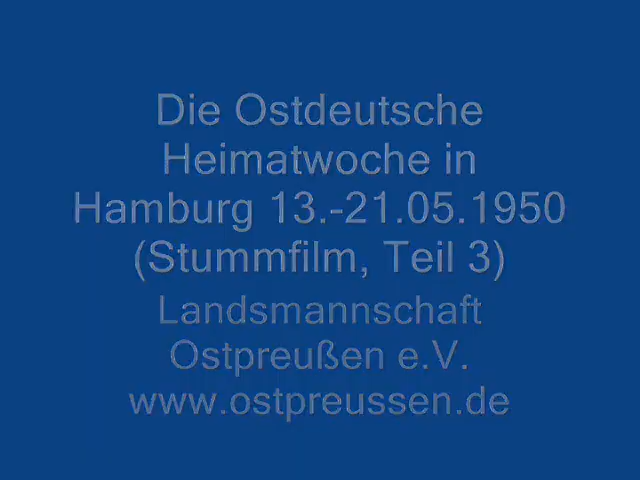 Die Ostdeutsche
Heimatwoche in
Hamburg 13.-21.05.1950
(Stummfilm, Teil 3)
Landsmannschaft
Ostpreußen e.V.
www.ostpreussen.de